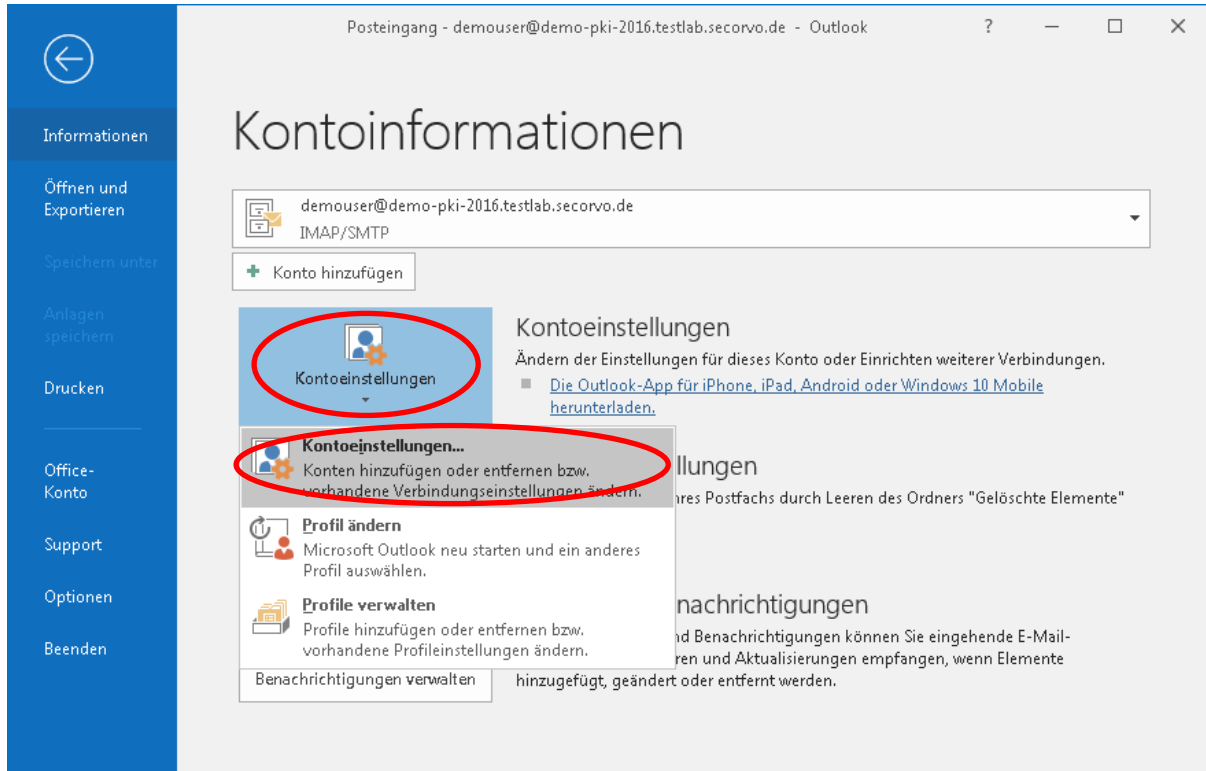 Posteingang - demouser@demo-pki-2016.testlab.secorvo.de - Outlook
?
Informationen
Öffnen und
Exportieren
Speichern unter
Anlagen
speichern
Drucken
Office-
Konto
Support
Optionen
Beenden
Kontoinformationen
demouser@demo-pki-2016.testlab.secorvo.de
IMAP/SMTP
Konto hinzufügen
Kontoeinstellungen
Kontoeinstellungen
Ändern der Einstellungen für dieses Konto oder Einrichten weiterer Verbindungen.
Die Outlook-App für iPhone, iPad, Android oder Windows 10 Mobile
herunterladen.
Kontoeinstellungen...
Konten hinzufügen oder entfernen bzw.
vorhandene Verbindungseinstellungen ändern.
Profil ändern
Microsoft Outlook neu starten und ein anderes
Profil auswählen.
Profile verwalten
Profile hinzufügen oder entfernen bzw.
vorhandene Profileinstellungen ändern.
llungen
hres Postfachs durch Leeren des Ordners "Gelöschte Elemente"
nachrichtigungen
nd Benachrichtigungen können Sie eingehende E-Mail-
ren und Aktualisierungen empfangen, wenn Elemente
hinzugefügt, geändert oder entfernt werden.
Benachrichtigungen verwalten